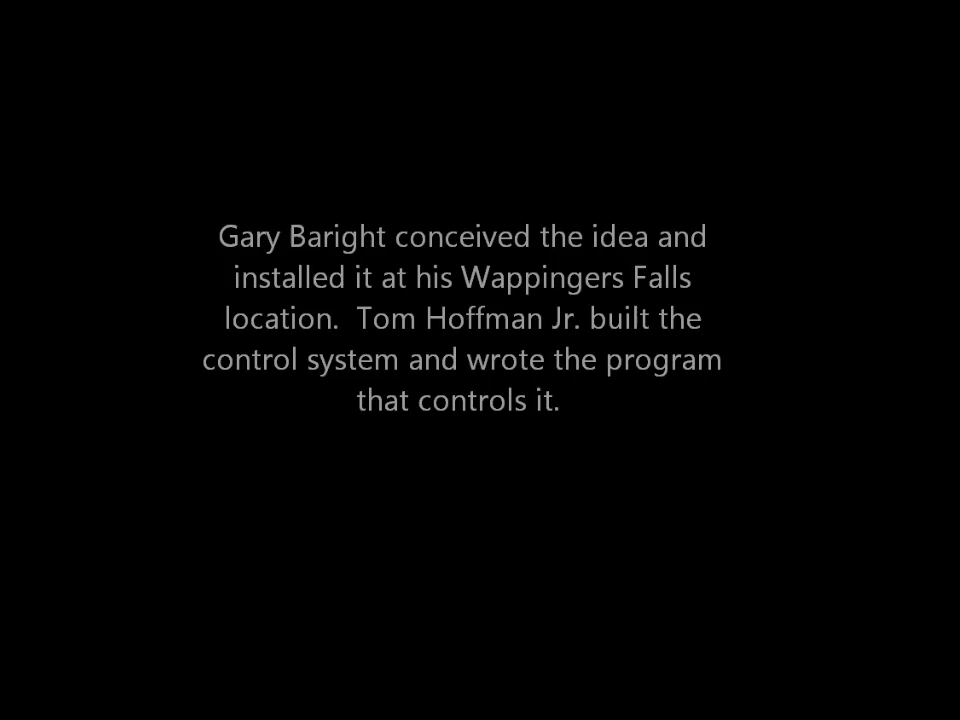 Gary Baright conceived the idea and
installed it at his Wappingers Falls
location.  Tom Hoffman Jr. built the
control system and wrote the program
that controls it.